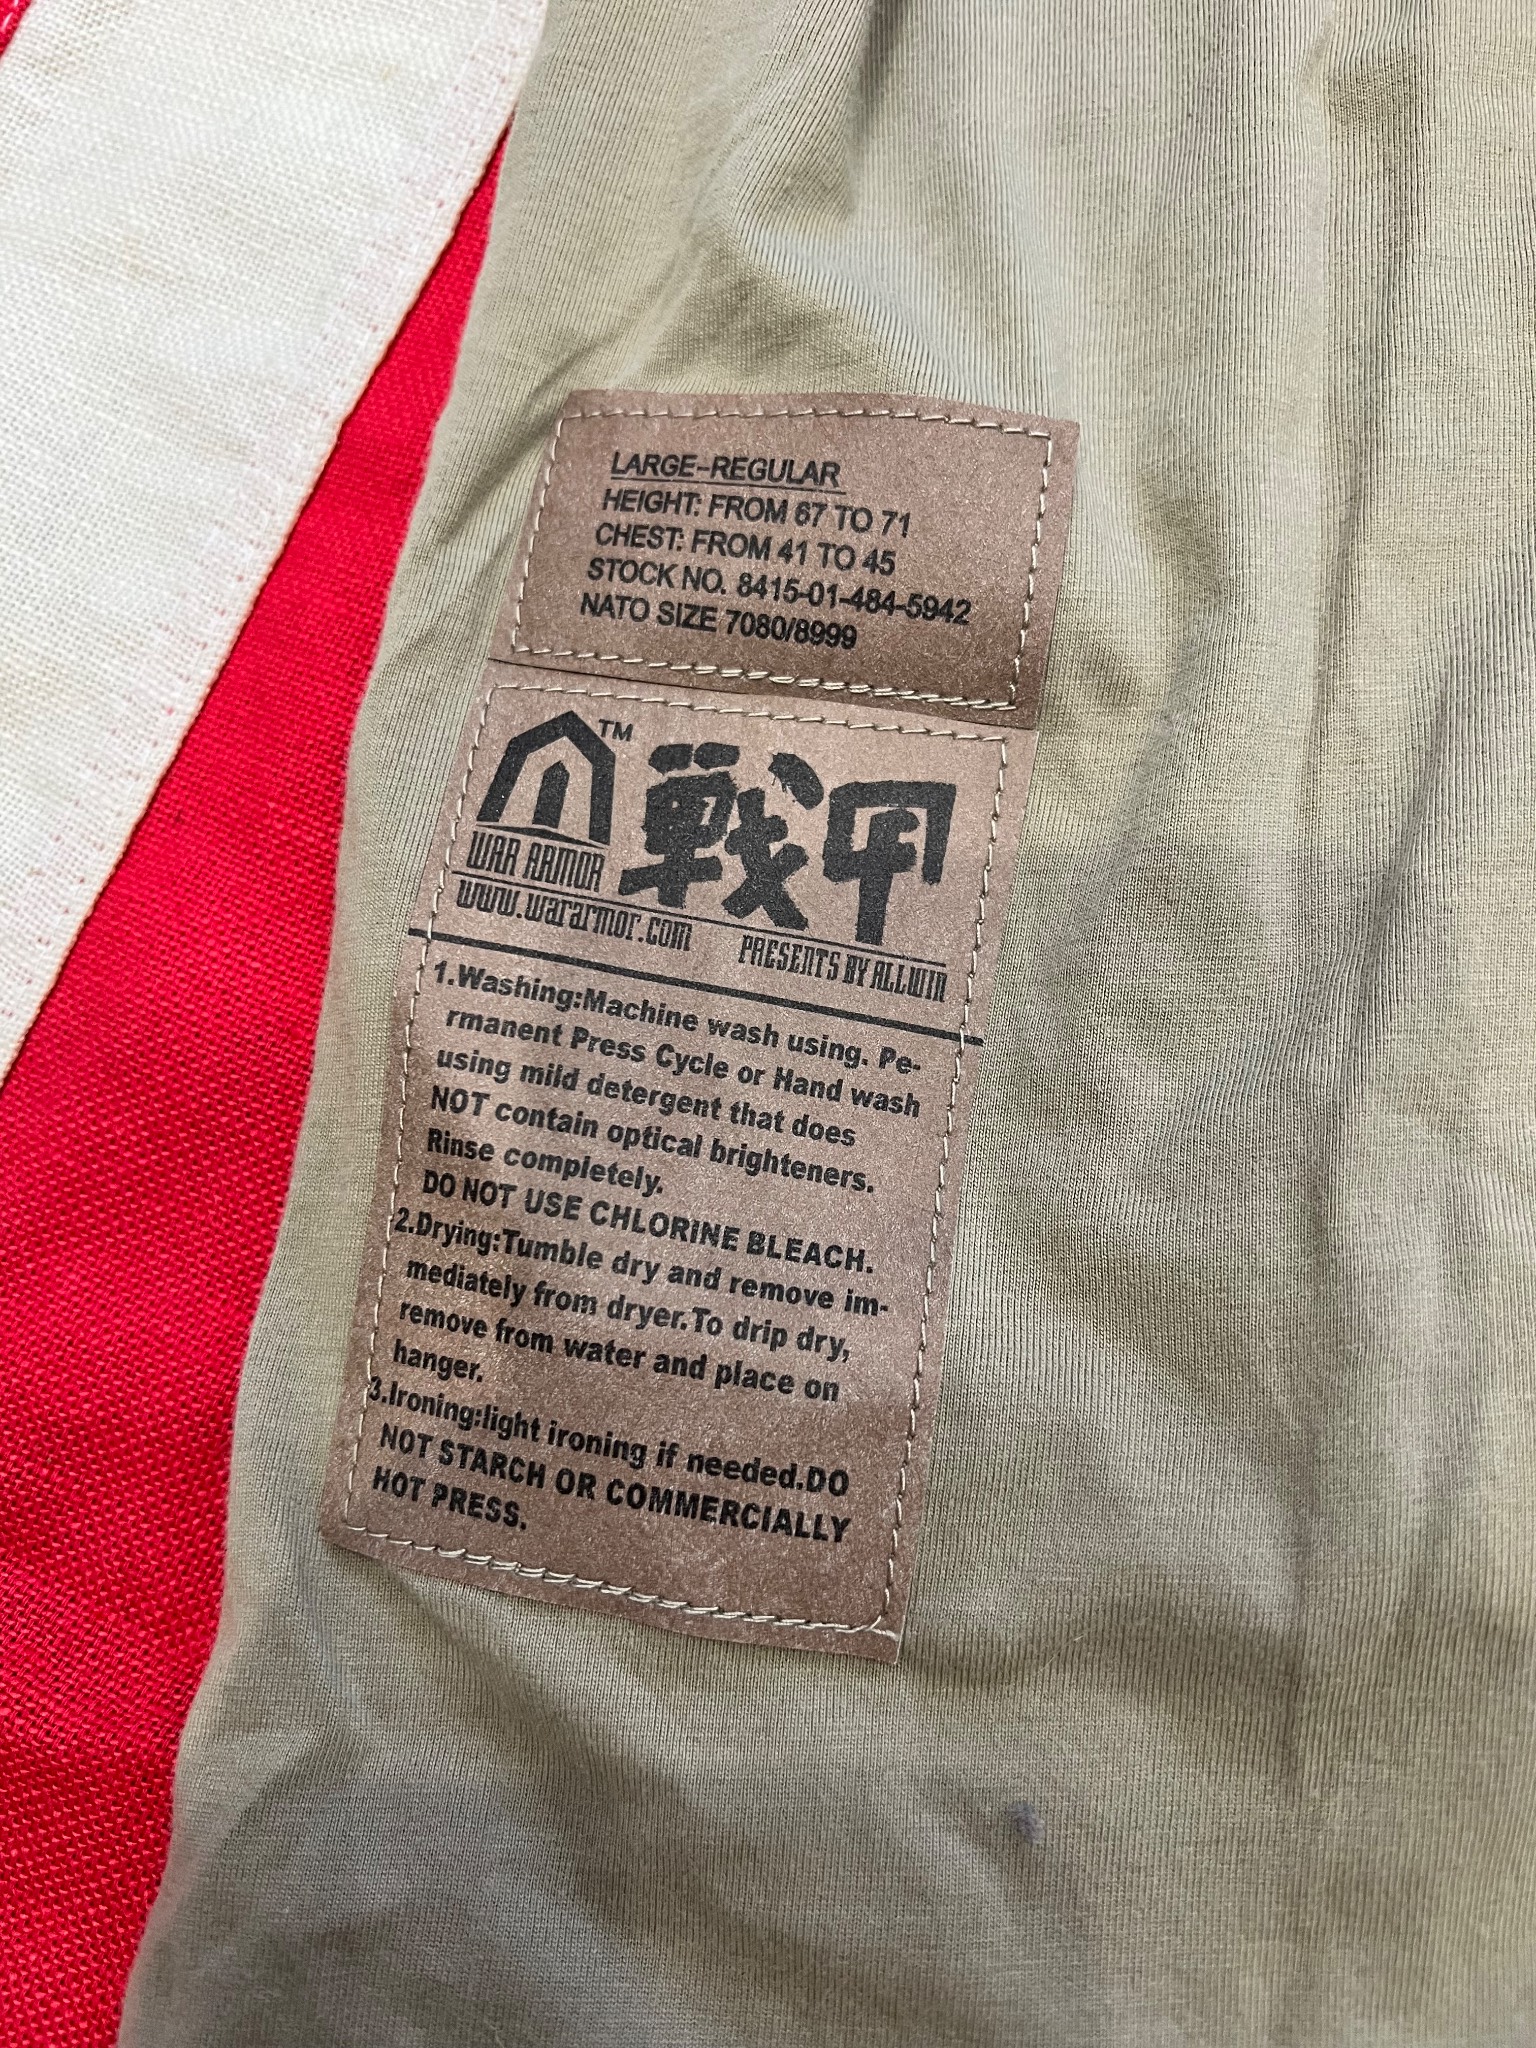 LARGE-REGULAR
HEIGHT: FROM 67 TO 71
CHEST: FROM 41 TO 45
STOCK NO. 8415-01-484-5942
NATO SIZE 7080/8999
TM
戦甲
WAR ARMOR
www.wararmor.com
PRESENTS BY ALLWIN
1.Washing:Machine wash using. Pe-
rmanent Press Cycle or Hand wash
using mild detergent that does
NOT contain optical brighteners.
Rinse completely.
DO NOT USE CHLORINE BLEACH.
2.Drying:Tumble dry and remove im-
mediately from dryer.To drip dry,
remove from water and place on
hanger.
3.Ironing:light ironing if needed.DO
NOT STARCH OR COMMERCIALLY
HOT PRESS.